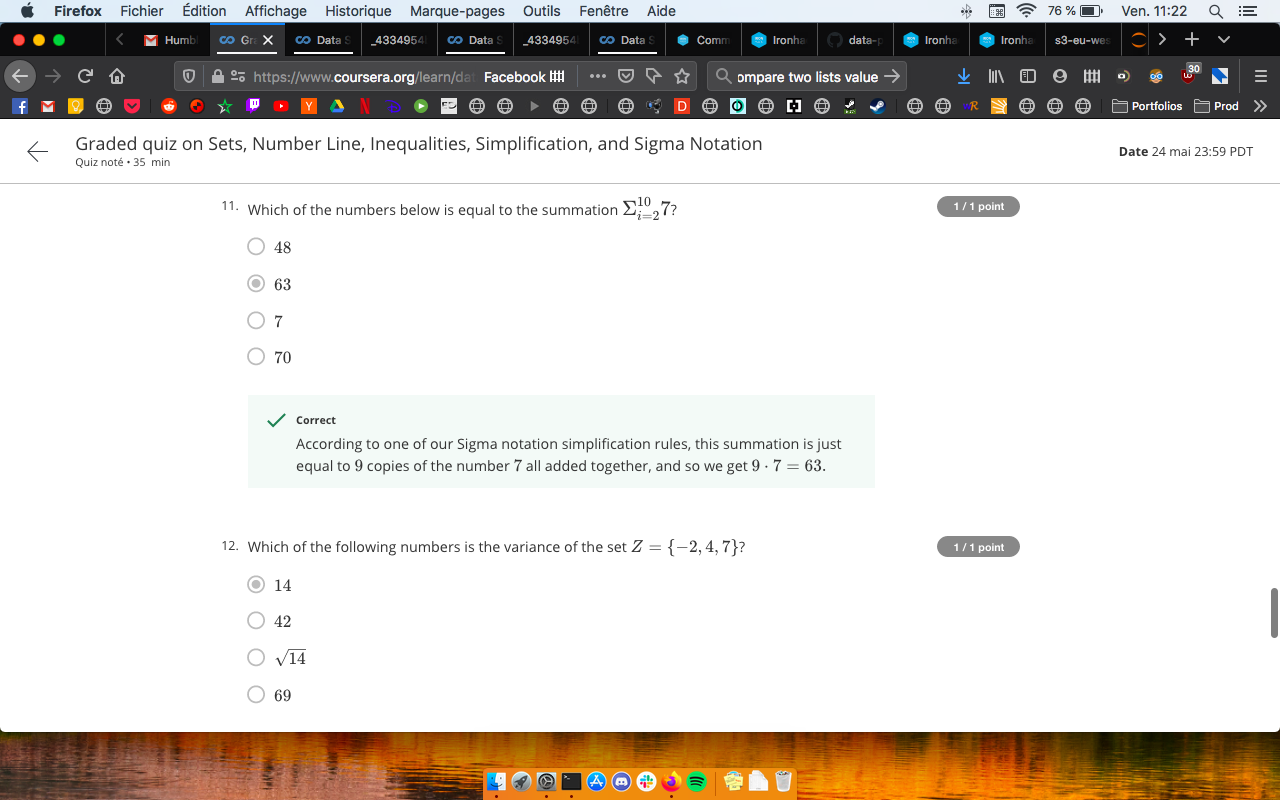 Firefox Fichier Édition Affichage Historique Marque-pages Outils Fenêtre Aide 76 % Ven. 11:22
Humbl Gra Data S _4334954 Data S _4334954 Data S Comm Ironha data-p Ironha Ironha s3-eu-wes
https://www.coursera.org/learn/dat Facebook ompare two lists value 30
Portfolios Prod
Graded quiz on Sets, Number Line, Inequalities, Simplification, and Sigma Notation
Quiz noté • 35 min
Date 24 mai 23:59 PDT
11. Which of the numbers below is equal to the summation Σ_{i=2}^{10} 7?
1 / 1 point
48
63
7
70
Correct
According to one of our Sigma notation simplification rules, this summation is just
equal to 9 copies of the number 7 all added together, and so we get 9 · 7 = 63.
12. Which of the following numbers is the variance of the set Z = {−2, 4, 7}?
1 / 1 point
14
42
√14
69